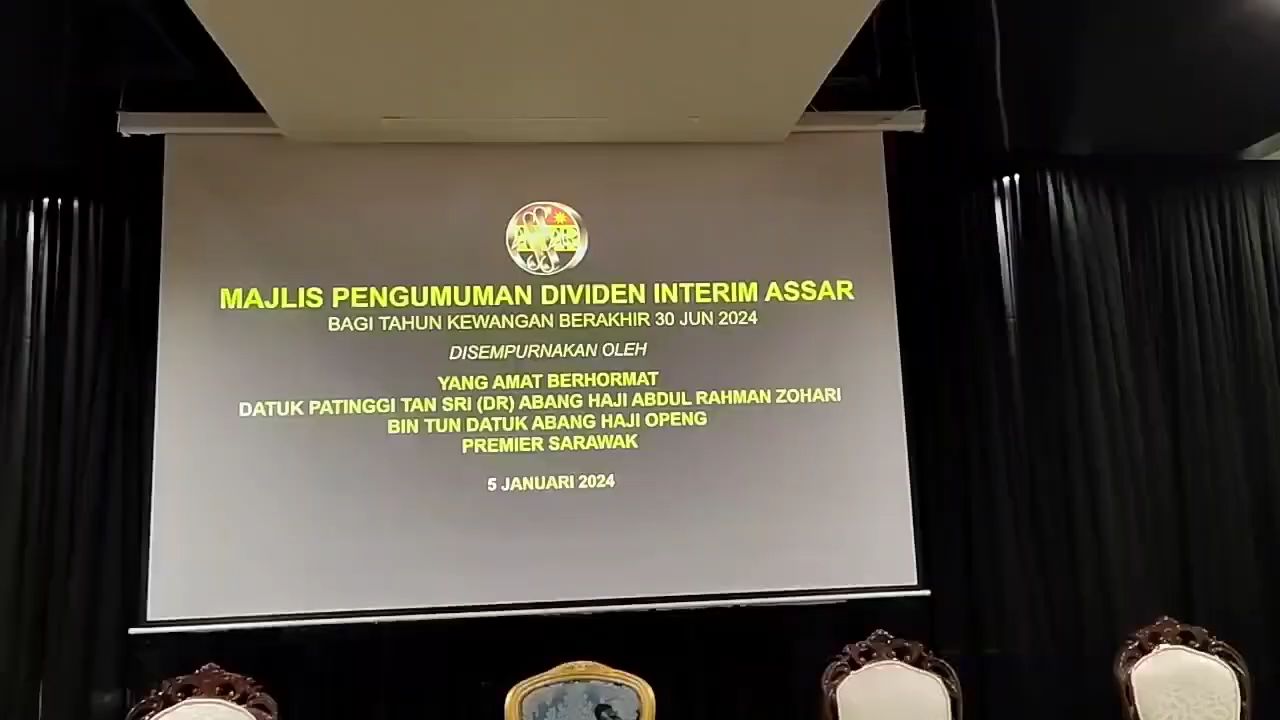 ASSAR
MAJLIS PENGUMUMAN DIVIDEN INTERIM ASSAR
BAGI TAHUN KEWANGAN BERAKHIR 30 JUN 2024
DISEMPURNAKAN OLEH
YANG AMAT BERHORMAT
DATUK PATINGGI TAN SRI (DR) ABANG HAJI ABDUL RAHMAN ZOHARI
BIN TUN DATUK ABANG HAJI OPENG
PREMIER SARAWAK
5 JANUARI 2024